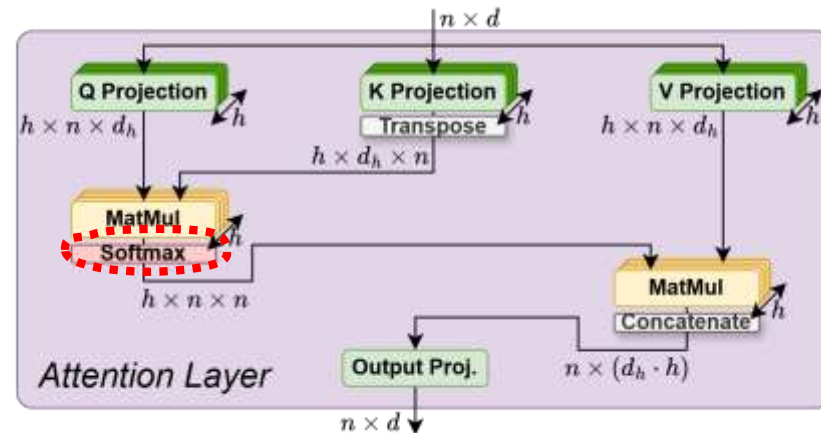 n × d
Q Projection
K Projection
V Projection
h
h
h
Transpose
h × n × d_h
h × n × d_h
h × d_h × n
MatMul
h
Softmax
h × n × n
MatMul
h
Concatenate
Output Proj.
n × (d_h · h)
Attention Layer
n × d